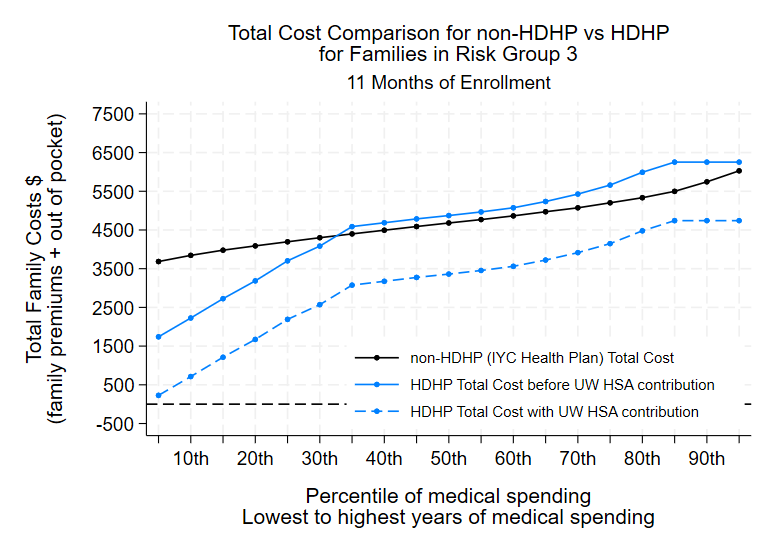 Total Cost Comparison for non-HDHP vs HDHP
for Families in Risk Group 3
11 Months of Enrollment
Total Family Costs $
(family premiums + out of pocket)
7500
6500
5500
4500
3500
2500
1500
500
-500
non-HDHP (IYC Health Plan) Total Cost
HDHP Total Cost before UW HSA contribution
HDHP Total Cost with UW HSA contribution
10th 20th 30th 40th 50th 60th 70th 80th 90th
Percentile of medical spending
Lowest to highest years of medical spending